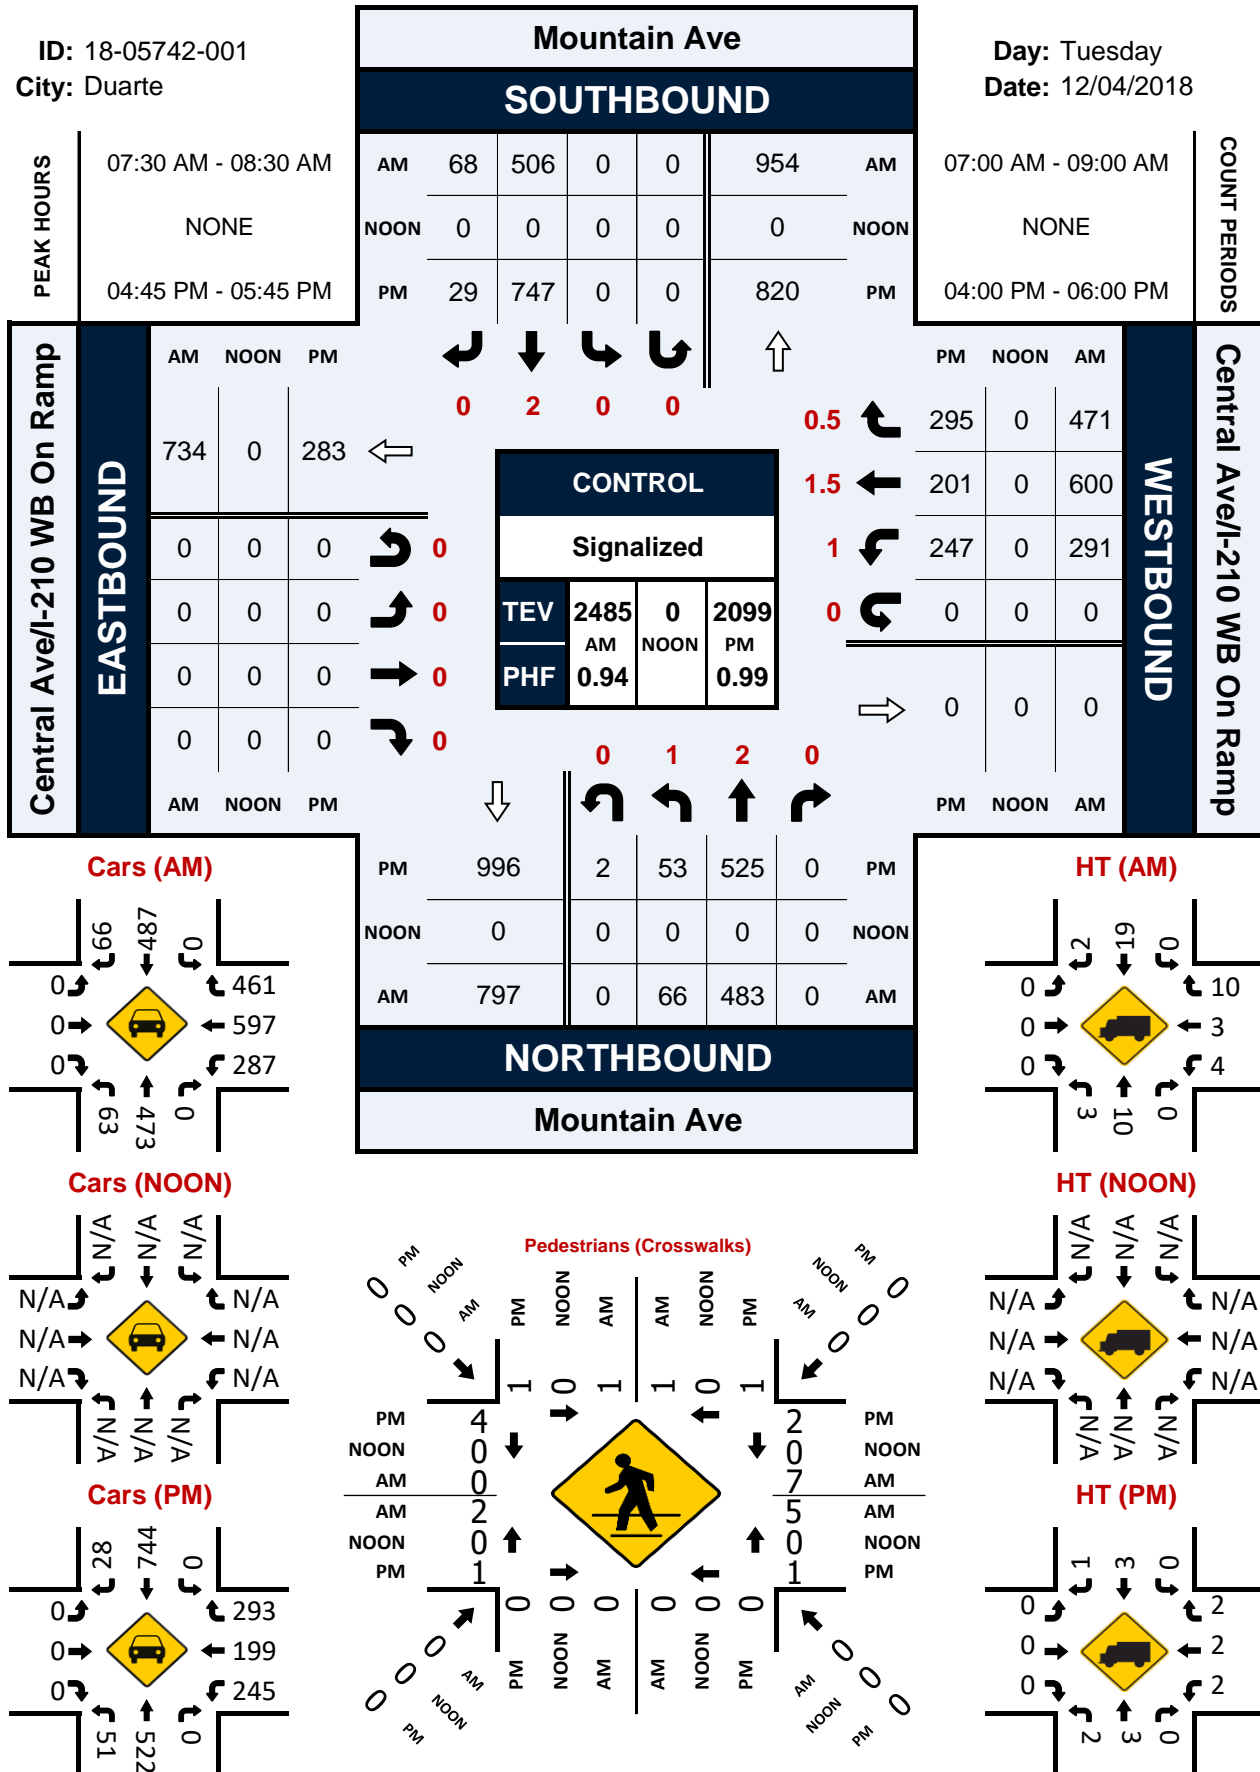 ID: 18-05742-001
City: Duarte
Mountain Ave
SOUTHBOUND
Day: Tuesday
Date: 12/04/2018
PEAK HOURS
07:30 AM - 08:30 AM
NONE
04:45 PM - 05:45 PM
AM 68 506 0 0 954 AM
NOON 0 0 0 0 0 NOON
PM 29 747 0 0 820 PM
07:00 AM - 09:00 AM
NONE
04:00 PM - 06:00 PM
COUNT PERIODS
Central Ave/I-210 WB On Ramp
EASTBOUND
AM NOON PM
734 0 283
0 0 0 0
0 0 0 0
0 0 0 0
0 0 0 0
AM NOON PM
0 2 0 0
CONTROL
Signalized
TEV 2485 0 2099
AM NOON PM
PHF 0.94 0.99
PM NOON AM
0.5 295 0 471
1.5 201 0 600
1 247 0 291
0 0 0 0
0 0 0
PM NOON AM
WESTBOUND
Central Ave/I-210 WB On Ramp
0 1 2 0
PM 996 2 53 525 0 PM
NOON 0 0 0 0 0 NOON
AM 797 0 66 483 0 AM
NORTHBOUND
Mountain Ave
Cars (AM)
66 487 0
0 461
0 597
0 287
63 473 0
HT (AM)
2 19 0
0 10
0 3
0 4
3 10 0
Cars (NOON)
N/A N/A N/A
N/A N/A
N/A N/A
N/A N/A
N/A N/A N/A
HT (NOON)
N/A N/A N/A
N/A N/A
N/A N/A
N/A N/A
N/A N/A N/A
Cars (PM)
28 744 0
0 293
0 199
0 245
51 522 0
HT (PM)
1 3 0
0 2
0 2
0 2
2 3 0
Pedestrians (Crosswalks)
0 PM
0 NOON
0 AM
PM NOON AM AM NOON PM
1 0 1 1 0 1
PM 0
NOON 0
AM 0
PM 4 2 PM
NOON 0 0 NOON
AM 0 7 AM
AM 2 5 AM
NOON 0 0 NOON
PM 1 1 PM
0 0 0 0 0 0
PM NOON AM AM NOON PM
0 AM
0 NOON
0 PM
AM 0
NOON 0
PM 0